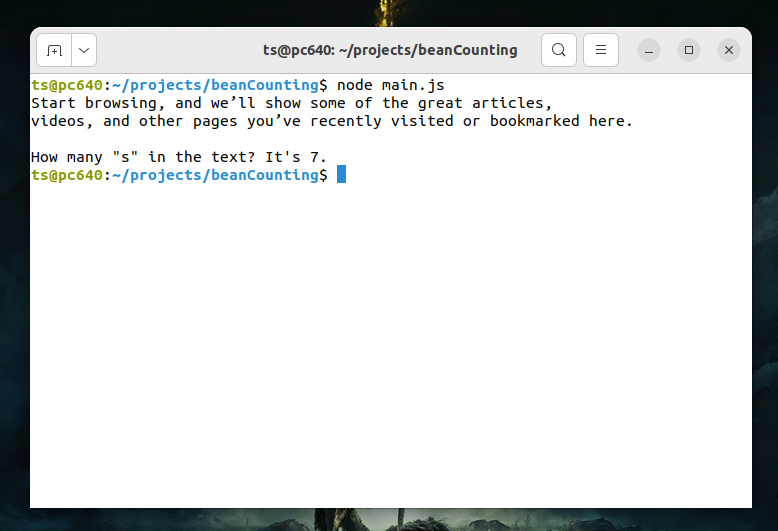 ts@pc640: ~/projects/beanCounting
ts@pc640:~/projects/beanCounting$ node main.js
Start browsing, and we’ll show some of the great articles,
videos, and other pages you’ve recently visited or bookmarked here.
How many "s" in the text? It's 7.
ts@pc640:~/projects/beanCounting$